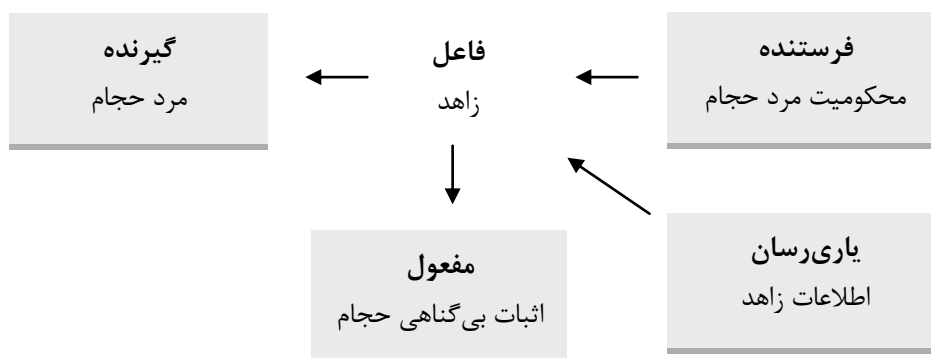 فرستنده
محکومیت مرد حجام
فاعل
زاهد
گیرنده
مرد حجام
یاری‌رسان
اطلاعات زاهد
مفعول
اثبات بی‌گناهی حجام